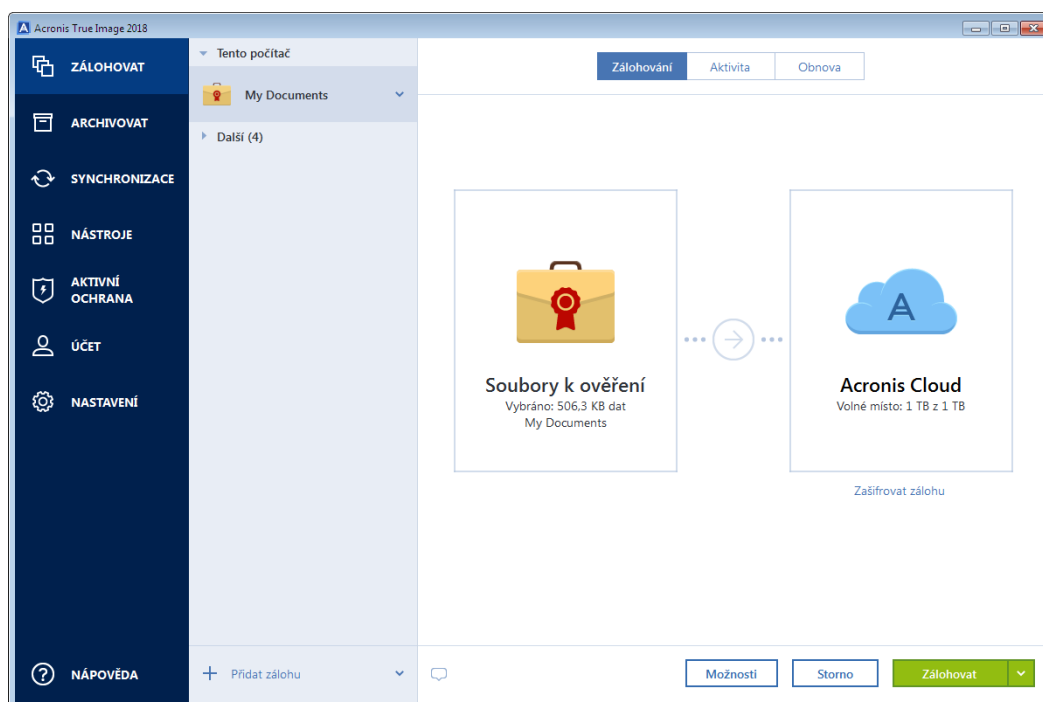 Acronis True Image 2018
ZÁLOHOVAT
ARCHIVOVAT
SYNCHRONIZACE
NÁSTROJE
AKTIVNÍ
OCHRANA
ÚČET
NASTAVENÍ
NÁPOVĚDA
Tento počítač
My Documents
Další (4)
Přidat zálohu
Zálohování Aktivita Obnova
Soubory k ověření
Vybráno: 506,3 KB dat
My Documents
Acronis Cloud
Volné místo: 1 TB z 1 TB
Zašifrovat zálohu
Možnosti Storno Zálohovat